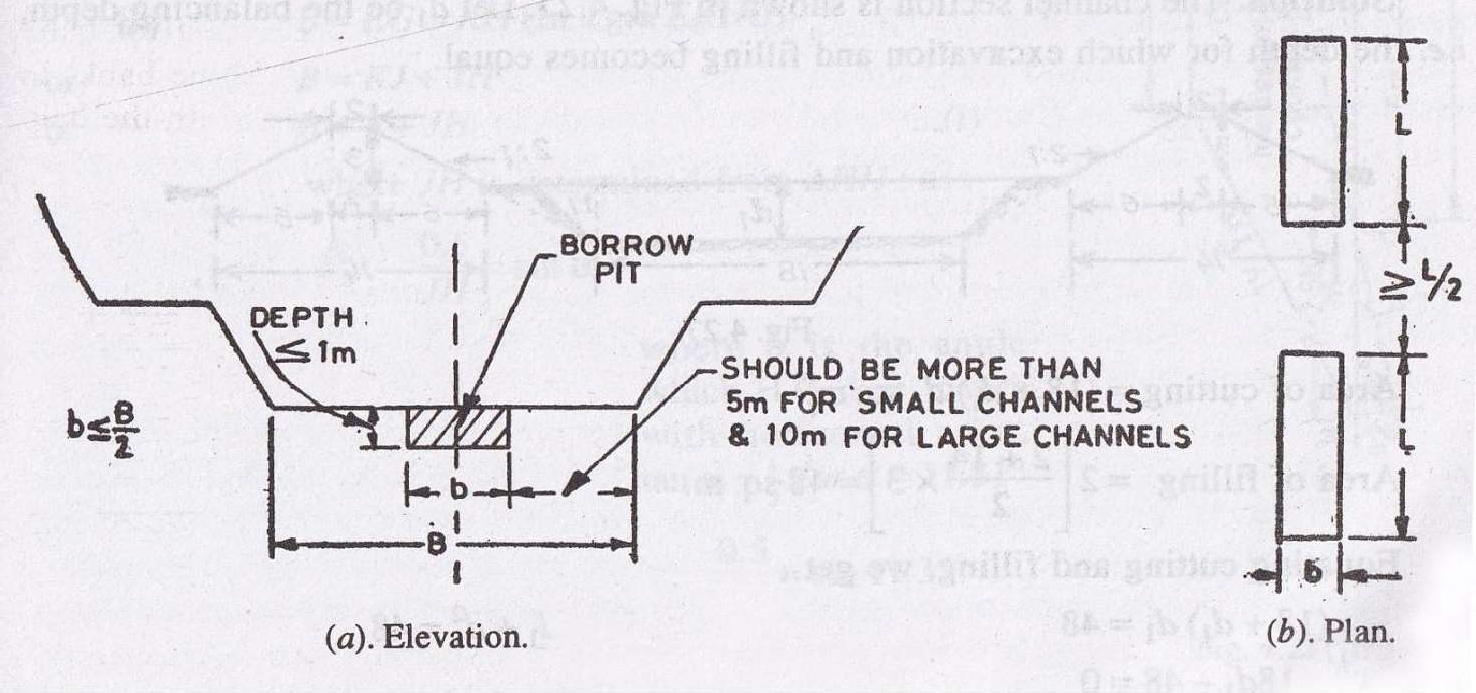 BORROW
PIT
DEPTH
≤ 1m
b≤B/2
SHOULD BE MORE THAN
5m FOR SMALL CHANNELS
& 10m FOR LARGE CHANNELS
b
B
(a). Elevation.
L
≥ L/2
L
b
(b). Plan.